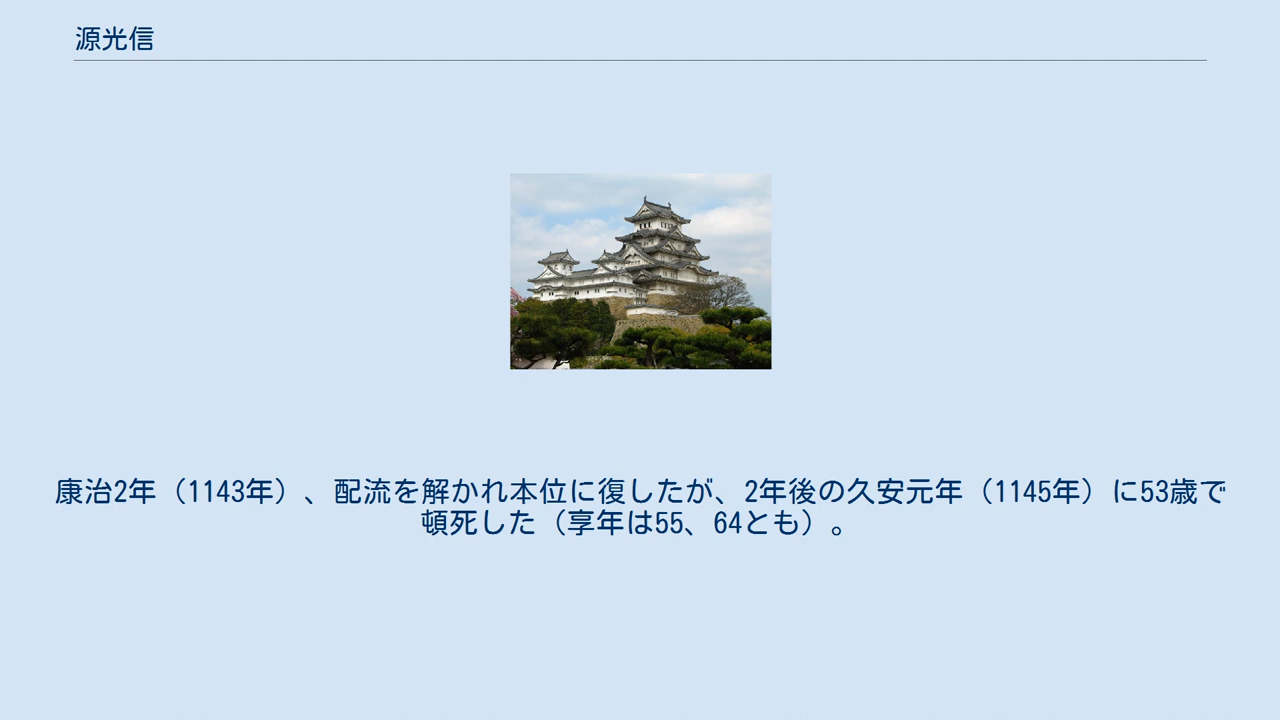 源光信
康治2年（1143年）、配流を解かれ本位に復したが、2年後の久安元年（1145年）に53歳で
頓死した（享年は55、64とも）。